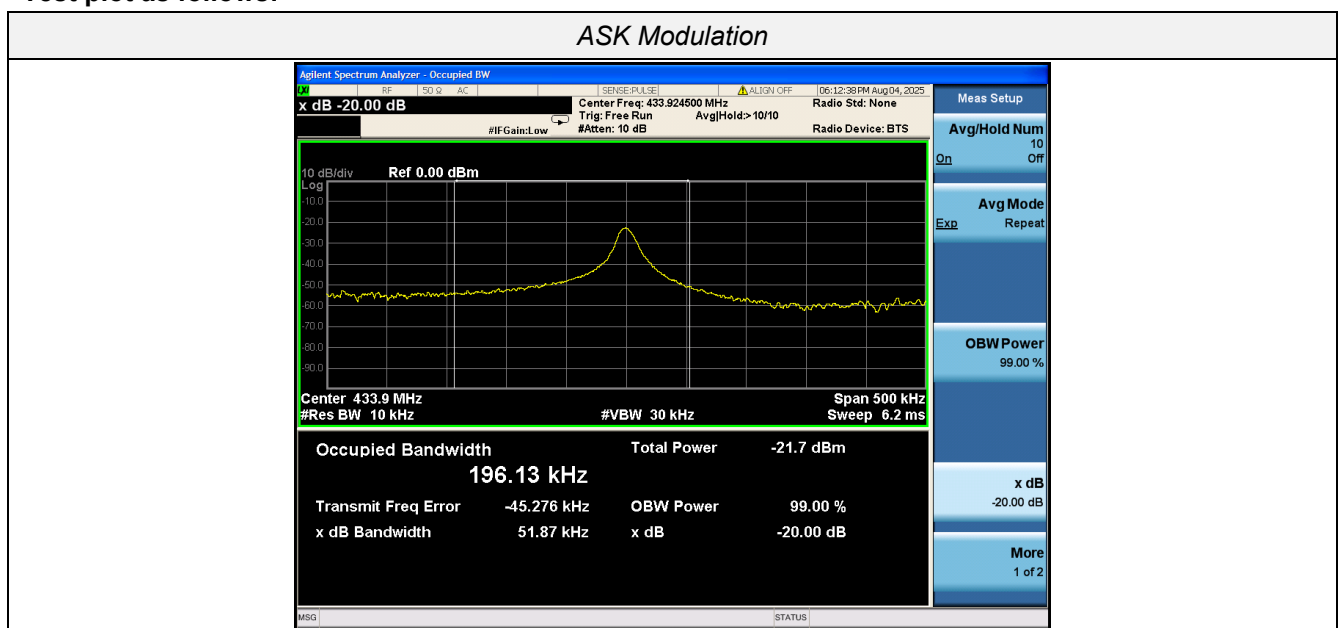 ASK Modulation
Agilent Spectrum Analyzer - Occupied BW
LXI RF 50 Ω AC SENSE:PULSE ALIGN OFF 06:12:38 PM Aug 04, 2025
x dB -20.00 dB
Center Freq: 433.924500 MHz Radio Std: None
Trig: Free Run Avg|Hold:>10/10
#IFGain:Low #Atten: 10 dB Radio Device: BTS
10 dB/div Ref 0.00 dBm
Log
-10.0
-20.0
-30.0
-40.0
-50.0
-60.0
-70.0
-80.0
-90.0
Center 433.9 MHz Span 500 kHz
#Res BW 10 kHz #VBW 30 kHz Sweep 6.2 ms
Occupied Bandwidth Total Power -21.7 dBm
196.13 kHz
Transmit Freq Error -45.276 kHz OBW Power 99.00 %
x dB Bandwidth 51.87 kHz x dB -20.00 dB
MSG STATUS
Meas Setup
Avg/Hold Num
10
On Off
Avg Mode
Exp Repeat
OBW Power
99.00 %
x dB
-20.00 dB
More
1 of 2